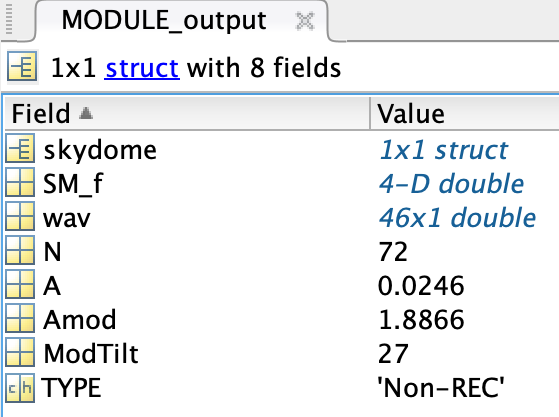 MODULE_output
1x1 struct with 8 fields
Field Value
skydome 1x1 struct
SM_f 4-D double
wav 46x1 double
N 72
A 0.0246
Amod 1.8866
ModTilt 27
ch TYPE 'Non-REC'